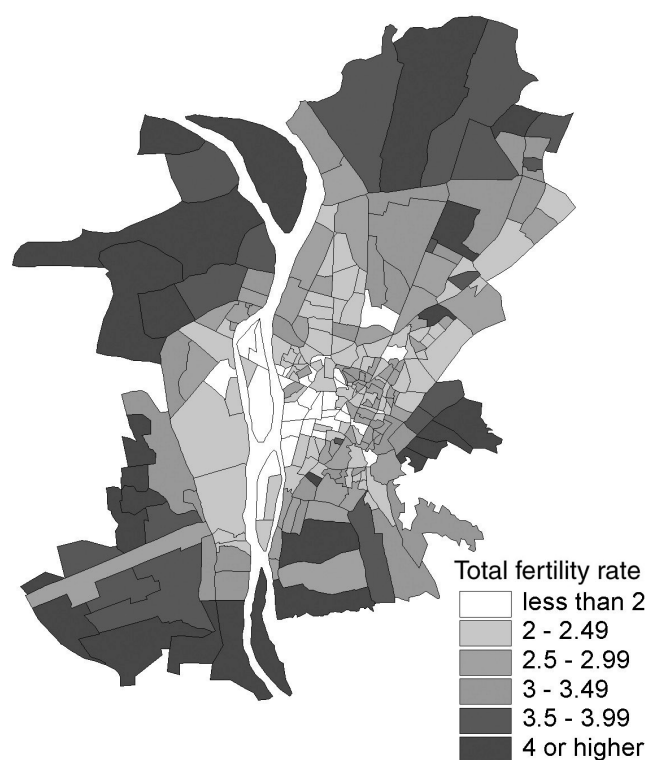 Total fertility rate
less than 2
2 - 2.49
2.5 - 2.99
3 - 3.49
3.5 - 3.99
4 or higher